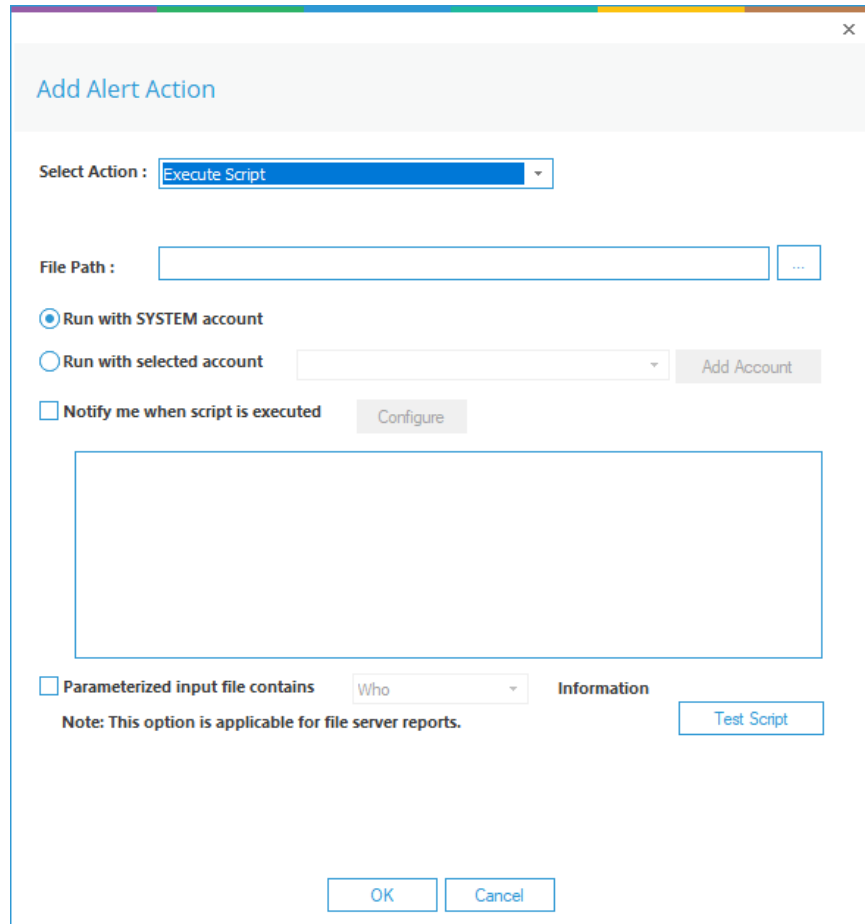 Add Alert Action
Select Action : Execute Script
File Path : ...
Run with SYSTEM account
Run with selected account Add Account
Notify me when script is executed Configure
Parameterized input file contains Who Information
Note: This option is applicable for file server reports. Test Script
OK Cancel